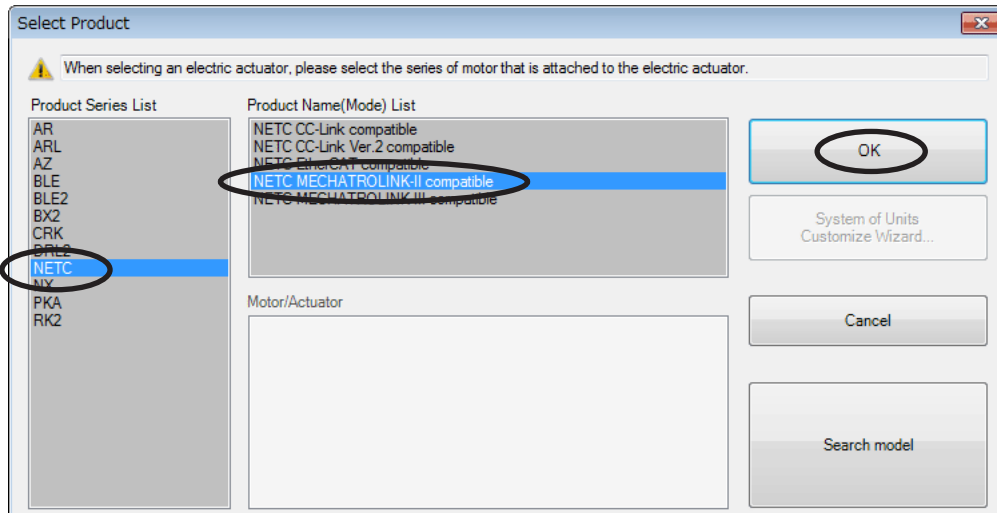 Select Product
When selecting an electric actuator, please select the series of motor that is attached to the electric actuator.
Product Series List
AR
ARL
AZ
BLE
BLE2
BX2
CRK
DRL2
NETC
NX
PKA
RK2
Product Name(Mode) List
NETC CC-Link compatible
NETC CC-Link Ver.2 compatible
NETC EtherCAT compatible
NETC MECHATROLINK-II compatible
NETC MECHATROLINK-III compatible
Motor/Actuator
OK
System of Units
Customize Wizard...
Cancel
Search model